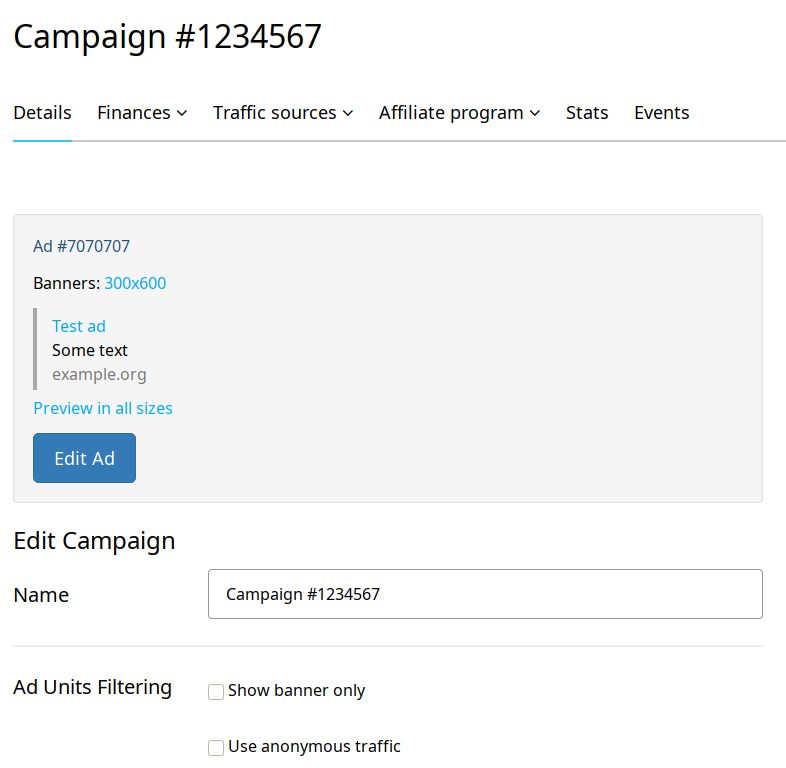 Campaign #1234567
Details Finances Traffic sources Affiliate program Stats Events
Ad #7070707
Banners: 300x600
Test ad
Some text
example.org
Preview in all sizes
Edit Ad
Edit Campaign
Name Campaign #1234567
Ad Units Filtering Show banner only
Use anonymous traffic